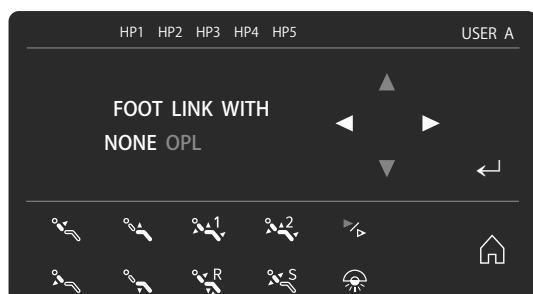 HP1 HP2 HP3 HP4 HP5 USER A
FOOT LINK WITH
NONE OPL
1 2
R S